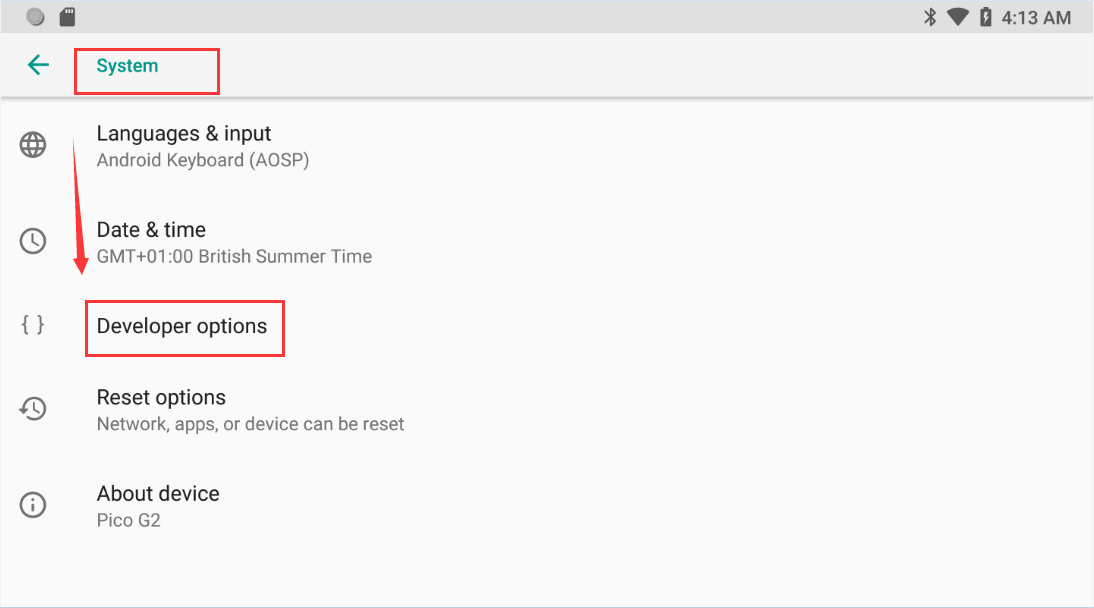 4:13 AM
System
Languages & input
Android Keyboard (AOSP)
Date & time
GMT+01:00 British Summer Time
{ }
Developer options
Reset options
Network, apps, or device can be reset
About device
Pico G2